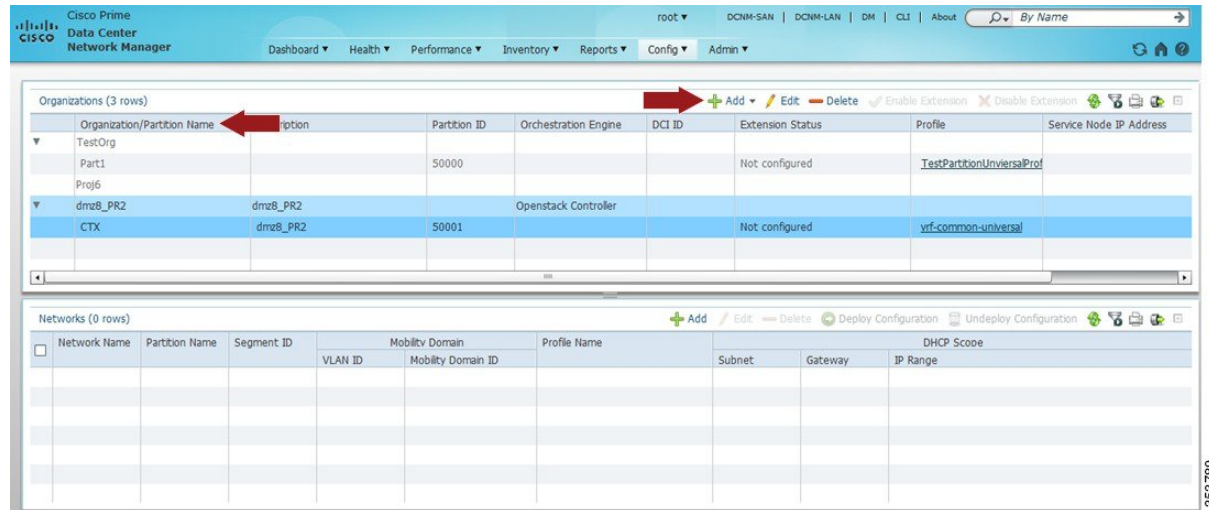 Cisco Prime
Data Center
Network Manager
CISCO
root DCNM-SAN | DCNM-LAN | DM | CLI | About By Name
Dashboard Health Performance Inventory Reports Config Admin
Organizations (3 rows) Add Edit Delete Enable Extension Disable Extension
Organization/Partition Name Partition ID Orchestration Engine DCI ID Extension Status Profile Service Node IP Address
TestOrg
Part1 50000 Not configured TestPartitionUnviersalProf
Proj6
dmz8_PR2 dmz8_PR2 Openstack Controller
CTX dmz8_PR2 50001 Not configured vrf-common-universal
Networks (0 rows) Add Edit Delete Deploy Configuration Undeploy Configuration
Network Name Partition Name Segment ID Mobility Domain Profile Name DHCP Scope
VLAN ID Mobility Domain ID Subnet Gateway IP Range